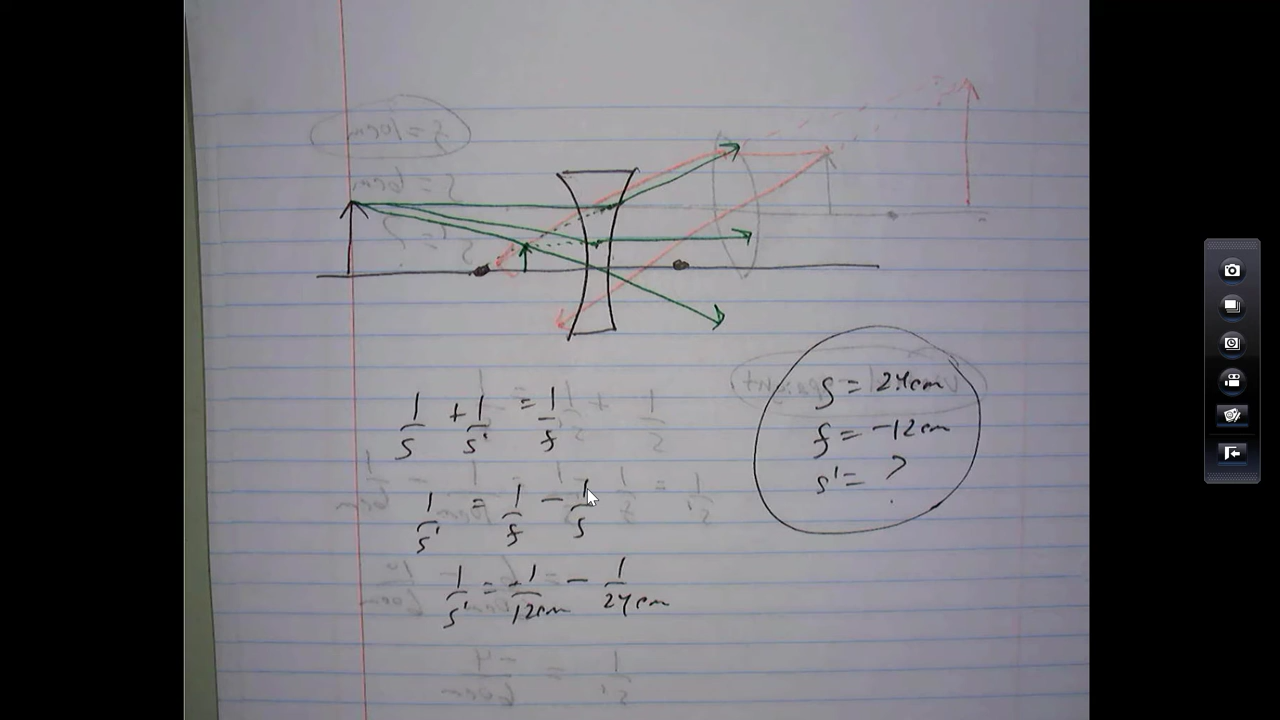 1/s + 1/s' = 1/f
1/s' = 1/f - 1/s
1/s' = -1/12cm - 1/24cm
s = 24cm
f = -12cm
s' = ?